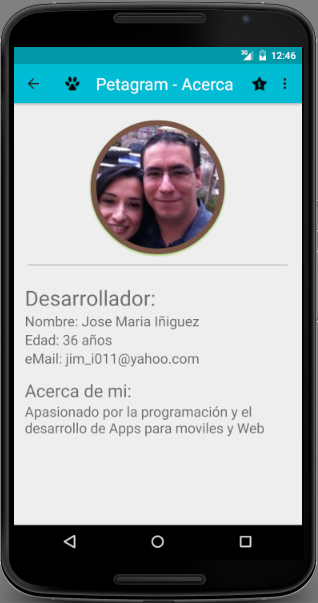 3G 12:46
Petagram - Acerca
Desarrollador:
Nombre: Jose Maria Iñiguez
Edad: 36 años
eMail: jim_i011@yahoo.com
Acerca de mi:
Apasionado por la programación y el
desarrollo de Apps para moviles y Web